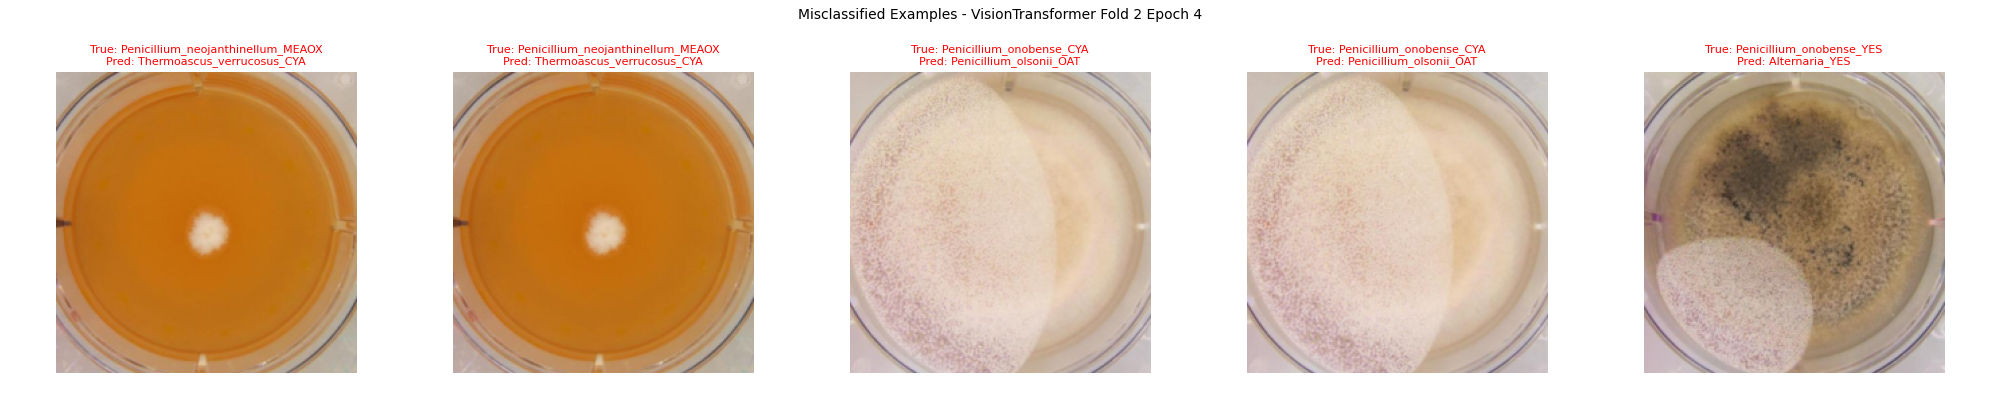 Misclassified Examples - VisionTransformer Fold 2 Epoch 4
True: Penicillium_neojanthinellum_MEAOX
Pred: Thermoascus_verrucosus_CYA
True: Penicillium_neojanthinellum_MEAOX
Pred: Thermoascus_verrucosus_CYA
True: Penicillium_onobense_CYA
Pred: Penicillium_olsonii_OAT
True: Penicillium_onobense_CYA
Pred: Penicillium_olsonii_OAT
True: Penicillium_onobense_YES
Pred: Alternaria_YES